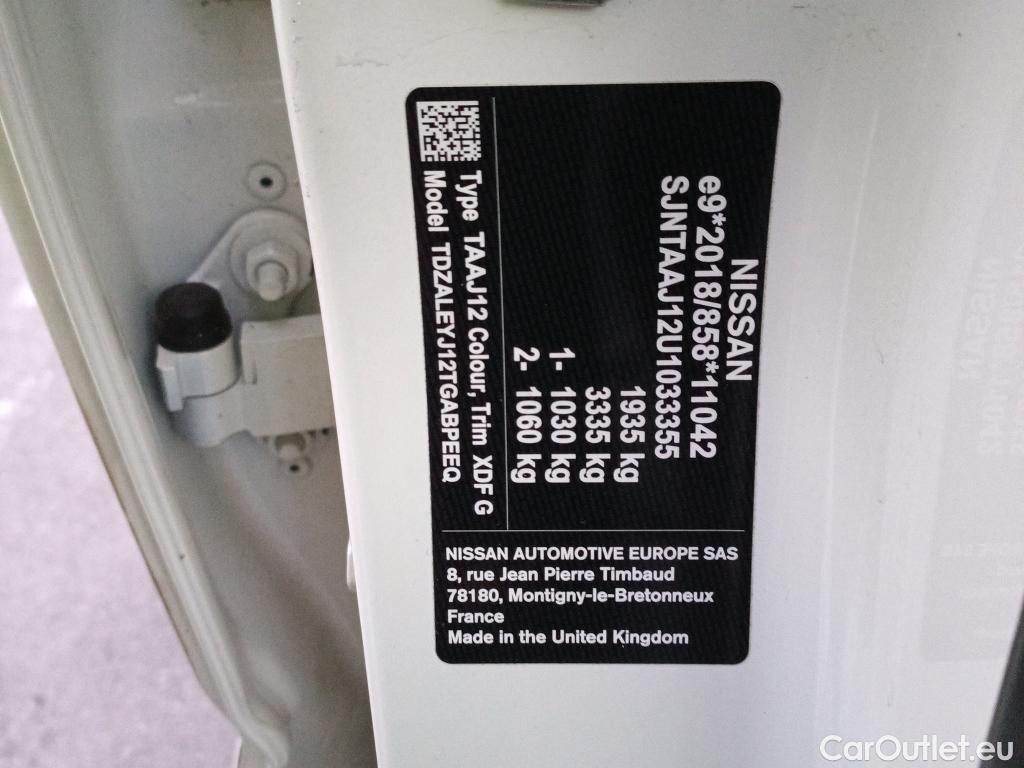 NISSAN
e9*2018/858*11042
SJNTAAJ12U1033355
1935 kg
3335 kg
1- 1030 kg
2- 1060 kg
Type TAAJ12 Colour, Trim XDF G
Model TDZALEYJ12TGABPEEQ
NISSAN AUTOMOTIVE EUROPE SAS
8, rue Jean Pierre Timbaud
78180, Montigny-le-Bretonneux
France
Made in the United Kingdom
CarOutlet.eu